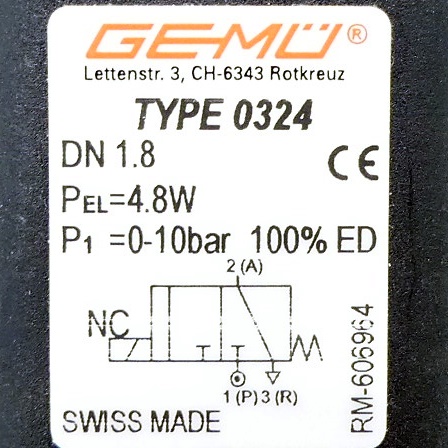 GEMÜ®
Lettenstr. 3, CH-6343 Rotkreuz
TYPE 0324
DN 1.8
CE
PEL=4.8W
P1 =0-10bar 100% ED
2 (A)
NC
1 (P) 3 (R)
SWISS MADE
RM-606964